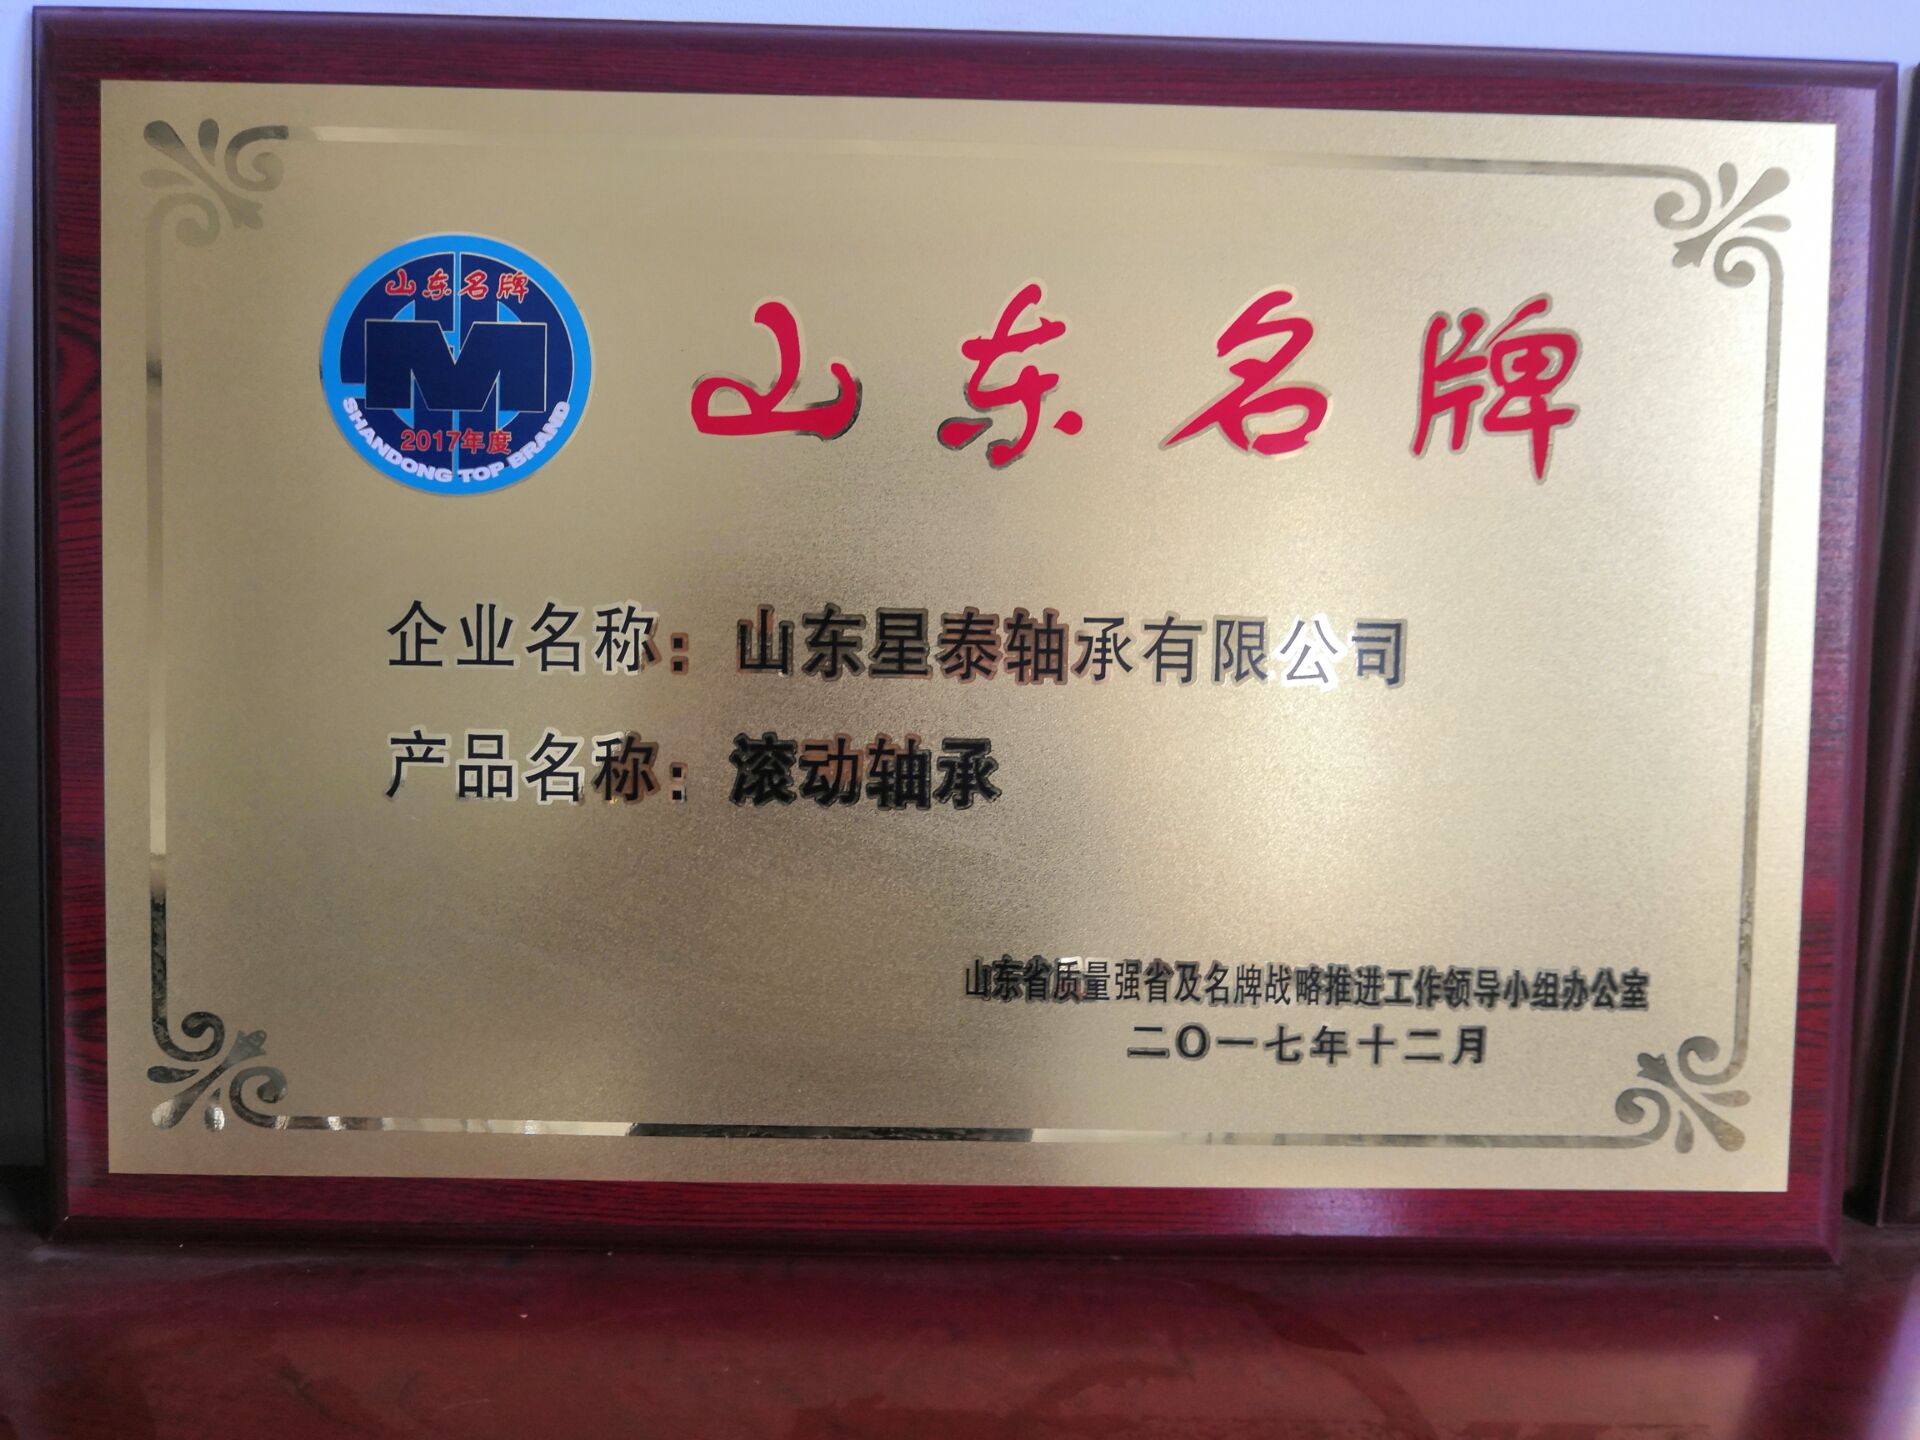 山东名牌
2017年度
SHANDONG TOP BRAND
山东名牌
企业名称：山东星泰轴承有限公司
产品名称：滚动轴承
山东省质量强省及名牌战略推进工作领导小组办公室
二〇一七年十二月